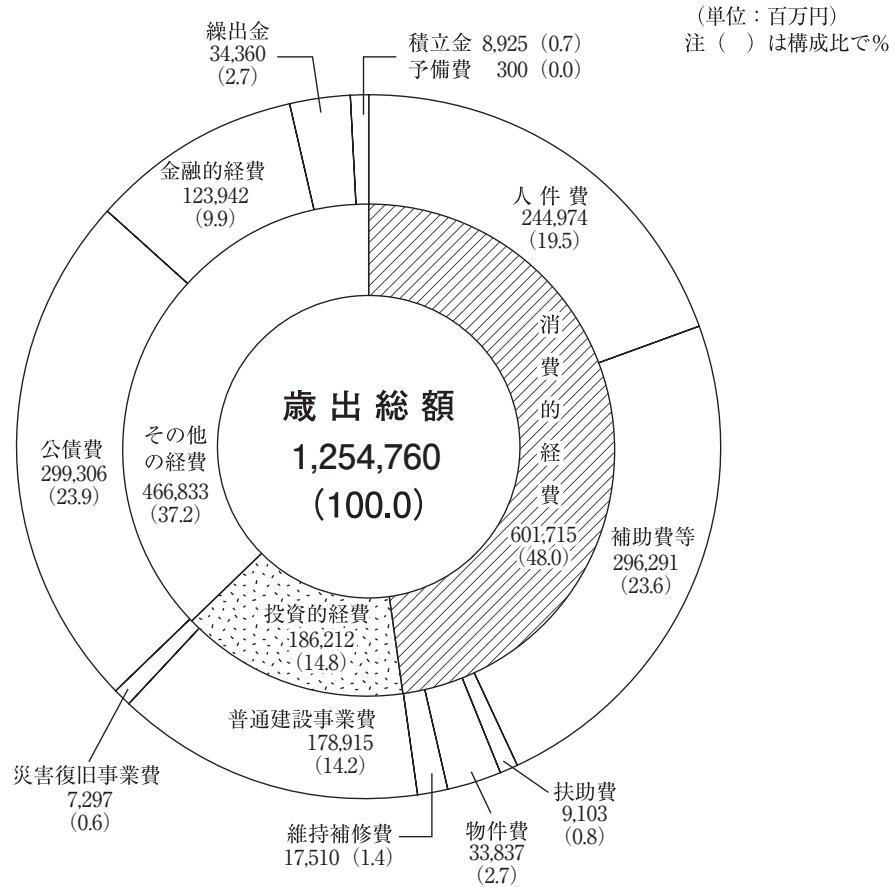 (単位：百万円)
注（　）は構成比で%
繰出金
34,360
(2.7)
積立金 8,925 (0.7)
予備費 300 (0.0)
金融的経費
123,942
(9.9)
人件費
244,974
(19.5)
消費的経費
601,715
(48.0)
歳出総額
1,254,760
(100.0)
その他
の経費
466,833
(37.2)
公債費
299,306
(23.9)
補助費等
296,291
(23.6)
投資的経費
186,212
(14.8)
普通建設事業費
178,915
(14.2)
災害復旧事業費
7,297
(0.6)
維持補修費
17,510 (1.4)
物件費
33,837
(2.7)
扶助費
9,103
(0.8)